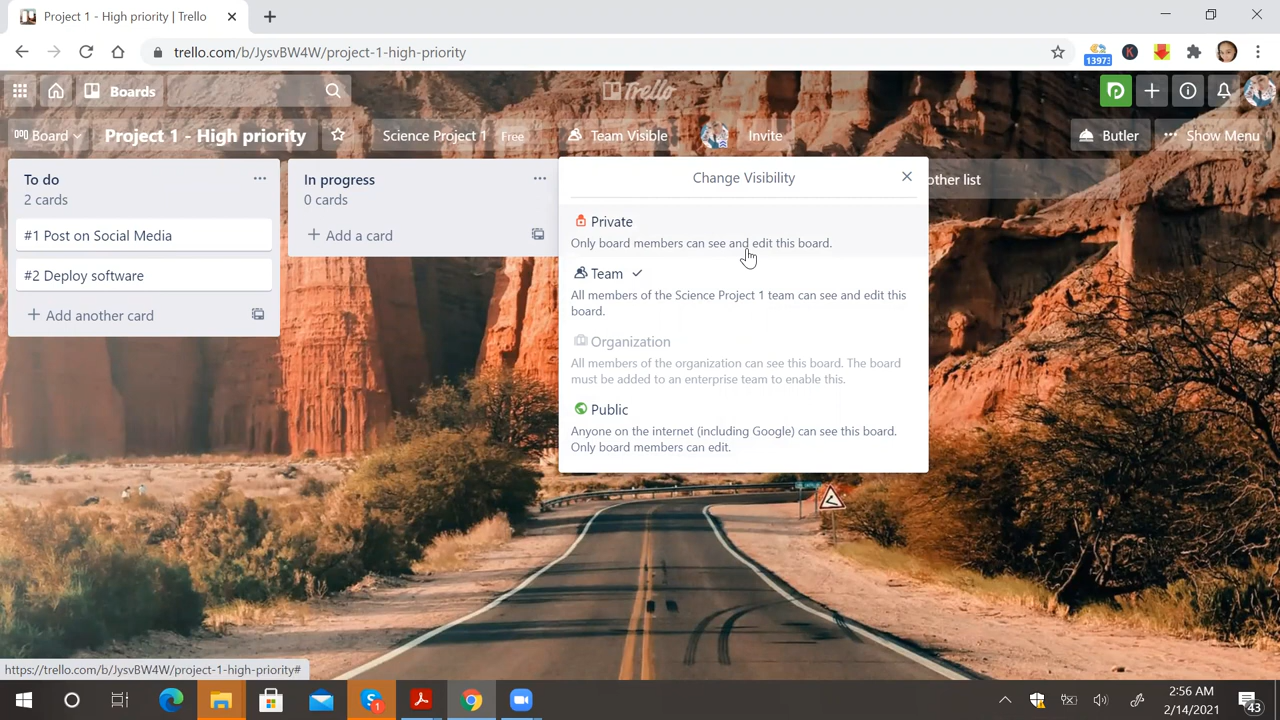 Project 1 - High priority | Trello
trello.com/b/JysvBW4W/project-1-high-priority
13973
K
Boards
Trello
Board
Project 1 - High priority
Science Project 1
Free
Team Visible
Invite
Butler
Show Menu
To do
2 cards
#1 Post on Social Media
#2 Deploy software
Add another card
In progress
0 cards
Add a card
other list
Change Visibility
Private
Only board members can see and edit this board.
Team
All members of the Science Project 1 team can see and edit this
board.
Organization
All members of the organization can see this board. The board
must be added to an enterprise team to enable this.
Public
Anyone on the internet (including Google) can see this board.
Only board members can edit.
https://trello.com/b/JysvBW4W/project-1-high-priority#
1
2:56 AM
2/14/2021
43